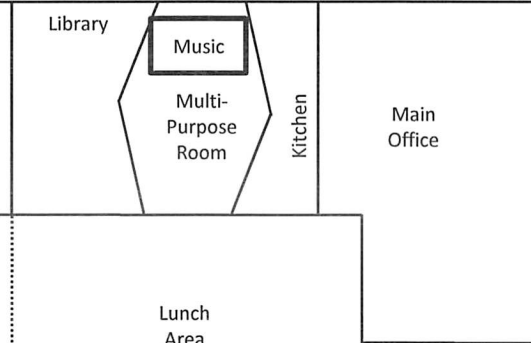 Library
Music
Multi-
Purpose
Room
Kitchen
Main
Office
Lunch
Area